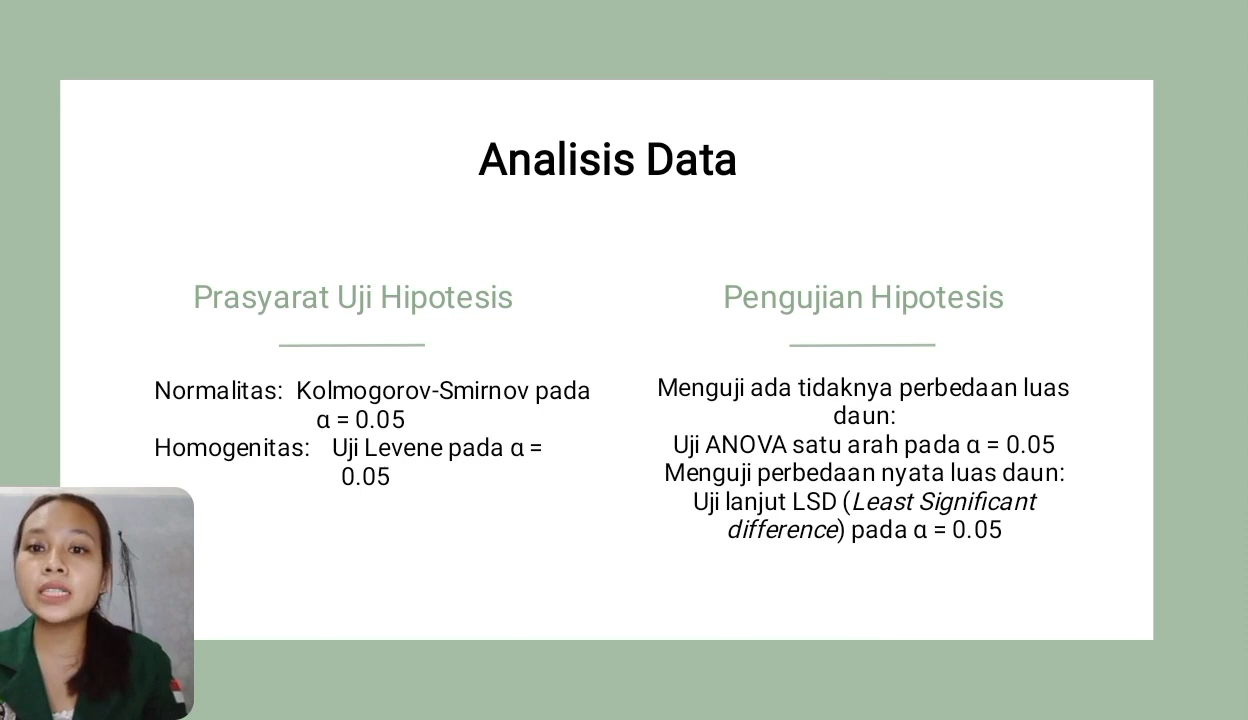 Analisis Data
Prasyarat Uji Hipotesis
Normalitas: Kolmogorov-Smirnov pada
α = 0.05
Homogenitas: Uji Levene pada α =
0.05
Pengujian Hipotesis
Menguji ada tidaknya perbedaan luas
daun:
Uji ANOVA satu arah pada α = 0.05
Menguji perbedaan nyata luas daun:
Uji lanjut LSD (Least Significant
difference) pada α = 0.05